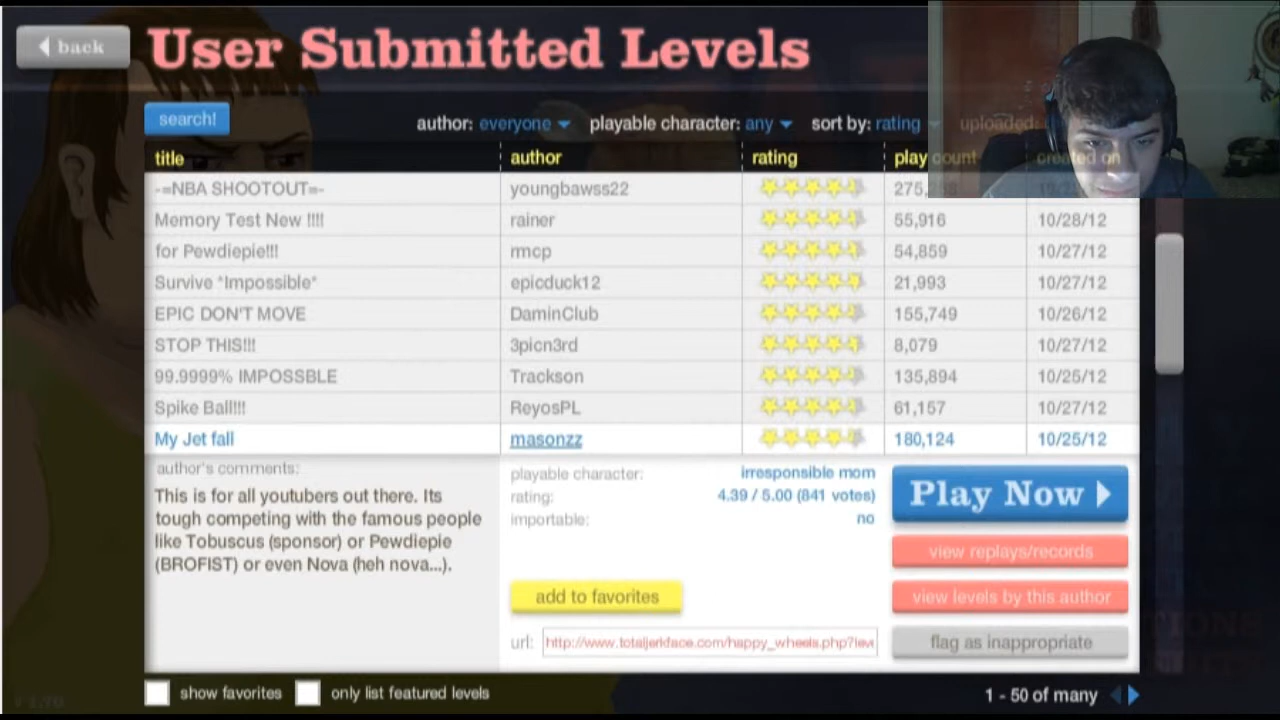 back
User Submitted Levels
search!
author: everyone playable character: any sort by: rating uploaded:
title author rating play count created on
-=NBA SHOOTOUT=- youngbawss22
Memory Test New !!!! rainer 55,916 10/28/12
for Pewdiepie!!! rmcp 54,859 10/27/12
Survive *Impossible* epicduck12 21,993 10/27/12
EPIC DON'T MOVE DaminClub 155,749 10/26/12
STOP THIS!!! 3picn3rd 8,079 10/27/12
99.9999% IMPOSSBLE Trackson 135,894 10/25/12
Spike Ball!!! ReyosPL 61,157 10/27/12
My Jet fall masonzz 180,124 10/25/12
author's comments:
This is for all youtubers out there. Its
tough competing with the famous people
like Tobuscus (sponsor) or Pewdiepie
(BROFIST) or even Nova (heh nova...).
playable character: irresponsible mom
rating: 4.39 / 5.00 (841 votes)
importable: no
add to favorites
url: http://www.totaljerkface.com/happy_wheels.php?leve
Play Now
view replays/records
view levels by this author
flag as inappropriate
show favorites only list featured levels
1 - 50 of many